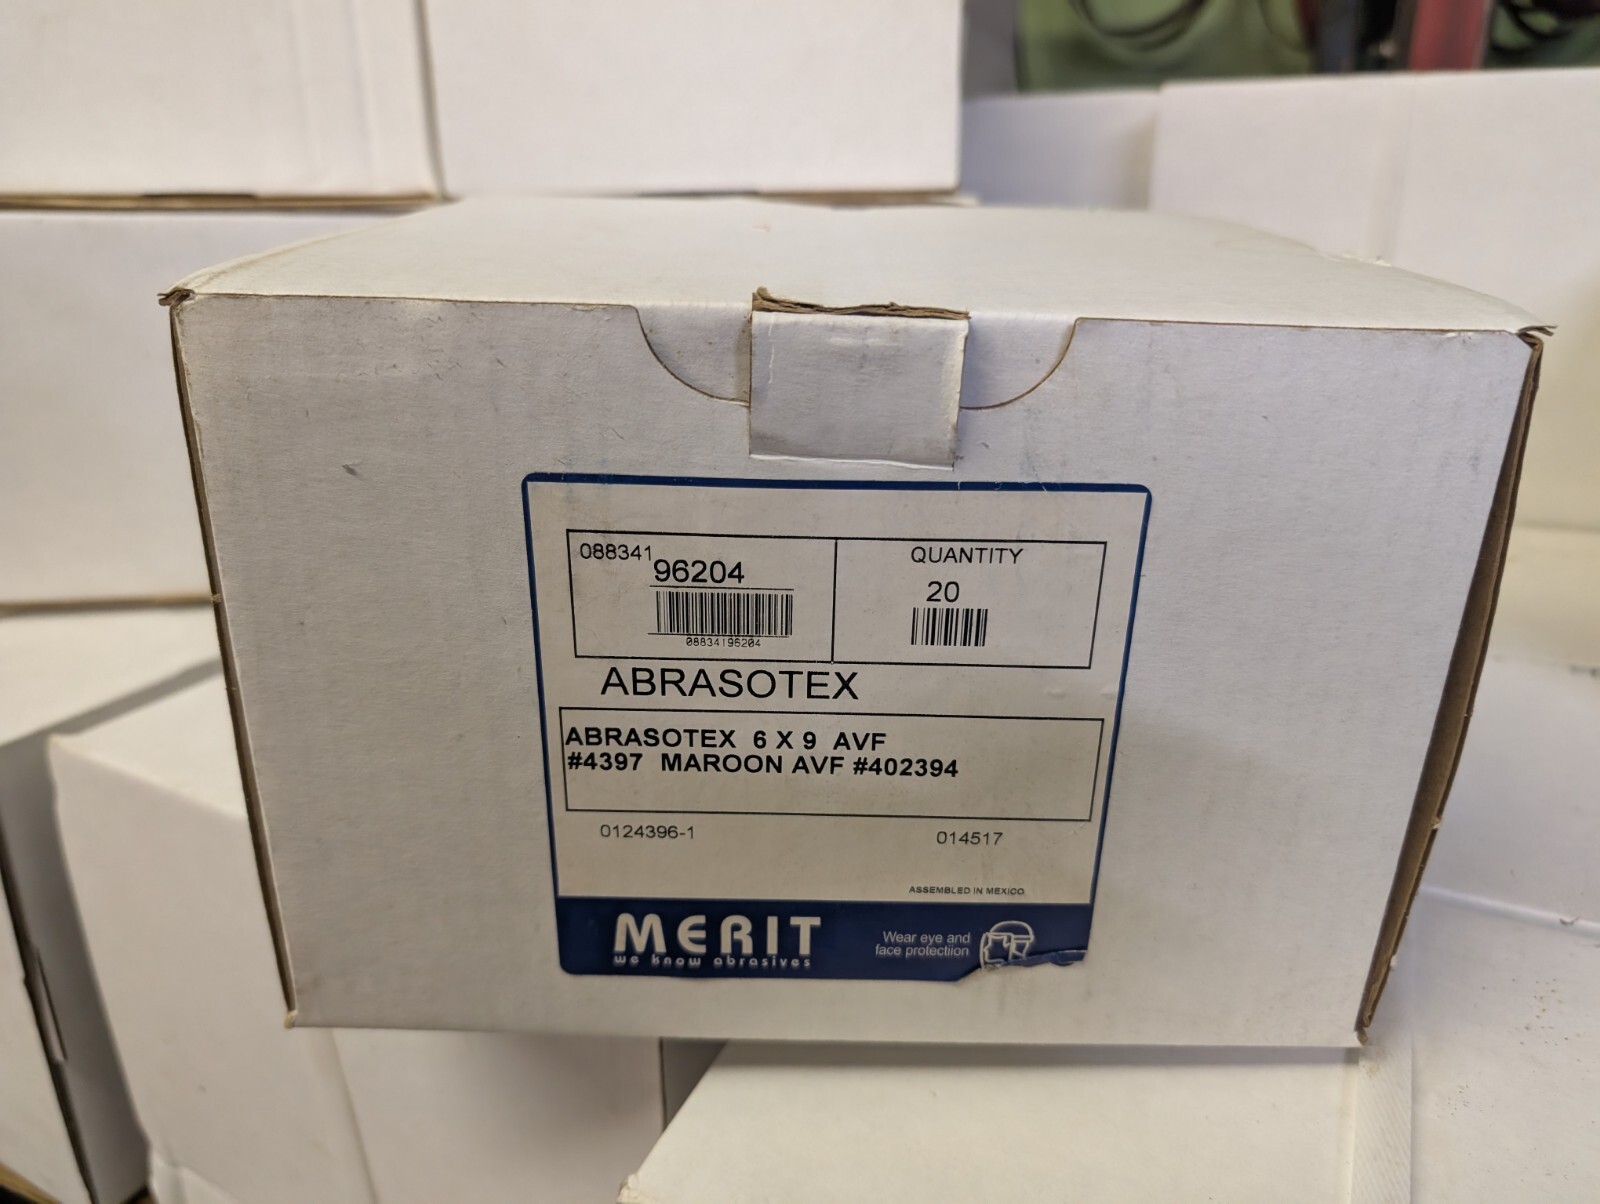 088341
96204
08834196204
QUANTITY
20
ABRASOTEX
ABRASOTEX 6 X 9 AVF
#4397 MAROON AVF #402394
0124396-1
014517
ASSEMBLED IN MEXICO
MERIT
we know abrasives
Wear eye and
face protectiion